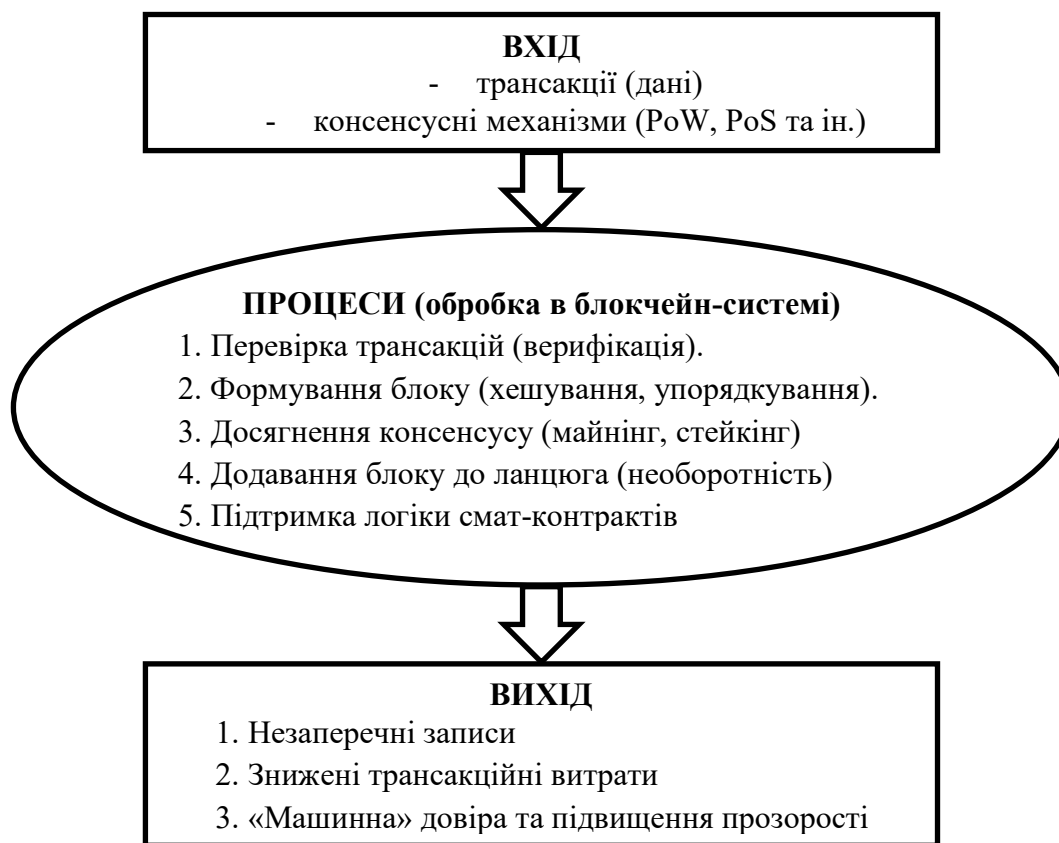 ВХІД
- трансакції (дані)
- консенсусні механізми (PoW, PoS та ін.)
ПРОЦЕСИ (обробка в блокчейн-системі)
1. Перевірка трансакцій (верифікація).
2. Формування блоку (хешування, упорядкування).
3. Досягнення консенсусу (майнінг, стейкінг)
4. Додавання блоку до ланцюга (необоротність)
5. Підтримка логіки смат-контрактів
ВИХІД
1. Незаперечні записи
2. Знижені трансакційні витрати
3. «Машинна» довіра та підвищення прозорості